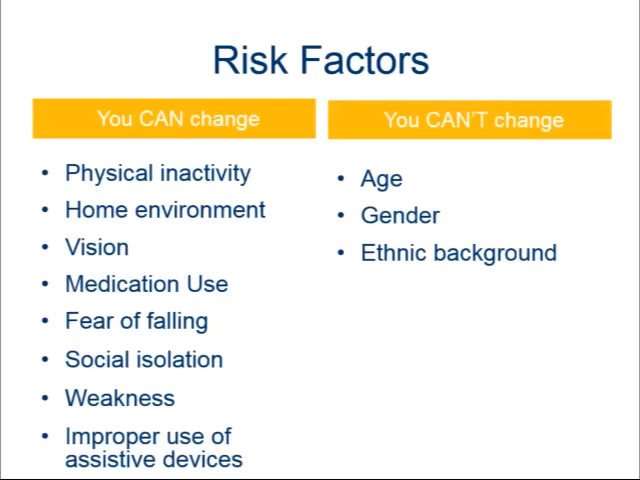 Risk Factors
You CAN change
• Physical inactivity
• Home environment
• Vision
• Medication Use
• Fear of falling
• Social isolation
• Weakness
• Improper use of
assistive devices
You CAN'T change
• Age
• Gender
• Ethnic background